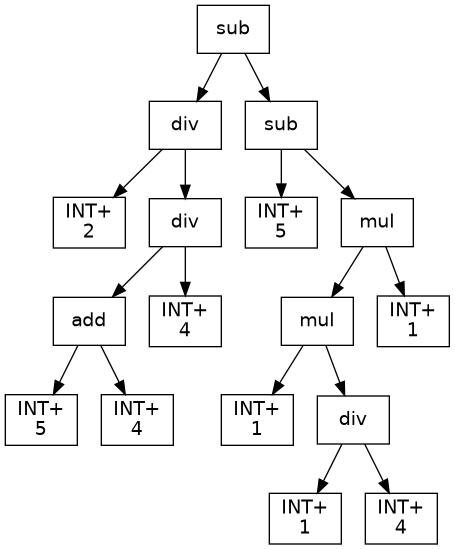 sub
div
sub
INT+
2
div
INT+
5
mul
add
INT+
4
mul
INT+
1
INT+
5
INT+
4
INT+
1
div
INT+
1
INT+
4